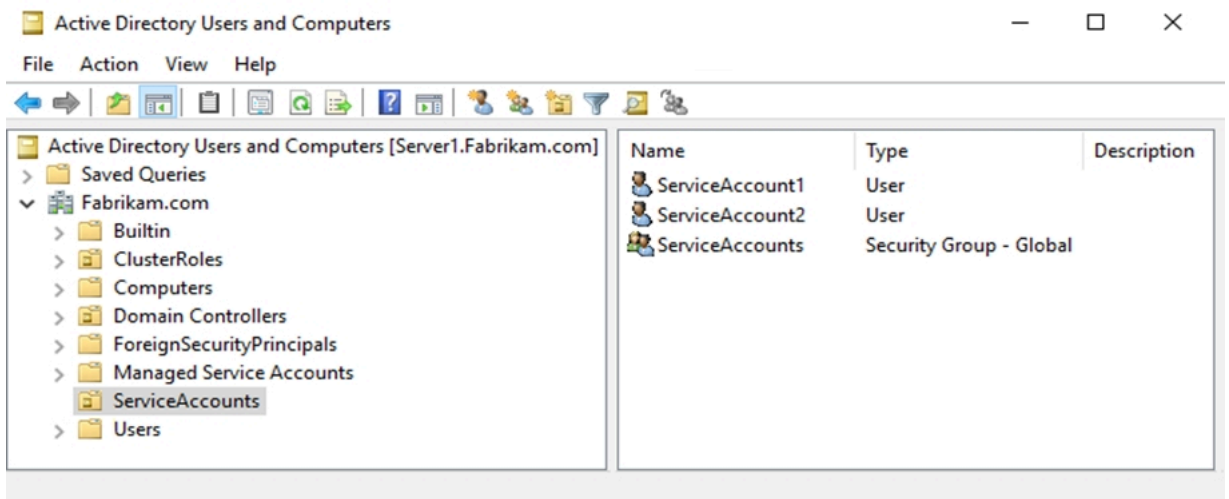 Active Directory Users and Computers
File Action View Help
Active Directory Users and Computers [Server1.Fabrikam.com]
Saved Queries
Fabrikam.com
Builtin
ClusterRoles
Computers
Domain Controllers
ForeignSecurityPrincipals
Managed Service Accounts
ServiceAccounts
Users
Name Type Description
ServiceAccount1 User
ServiceAccount2 User
ServiceAccounts Security Group - Global